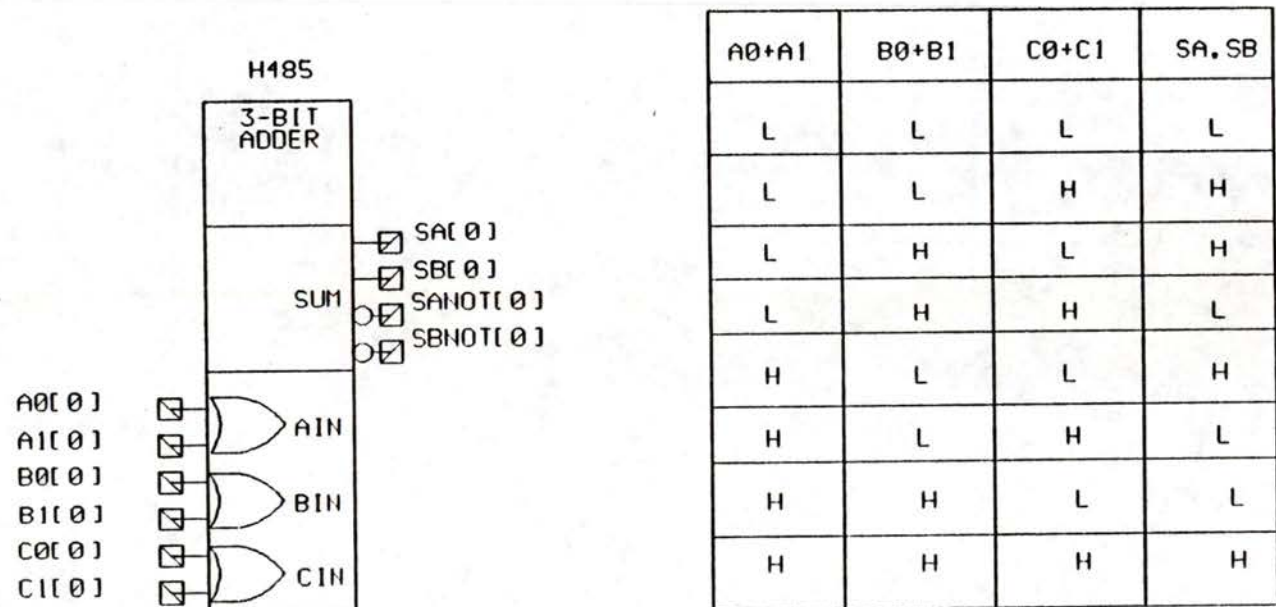 H485
3-BIT
ADDER
SA[0]
SB[0]
SUM
SANOT[0]
SBNOT[0]
A0[0]
A1[0]
AIN
B0[0]
B1[0]
BIN
C0[0]
C1[0]
CIN
A0+A1 B0+B1 C0+C1 SA.SB
L L L L
L L H H
L H L H
L H H L
H L L H
H L H L
H H L L
H H H H